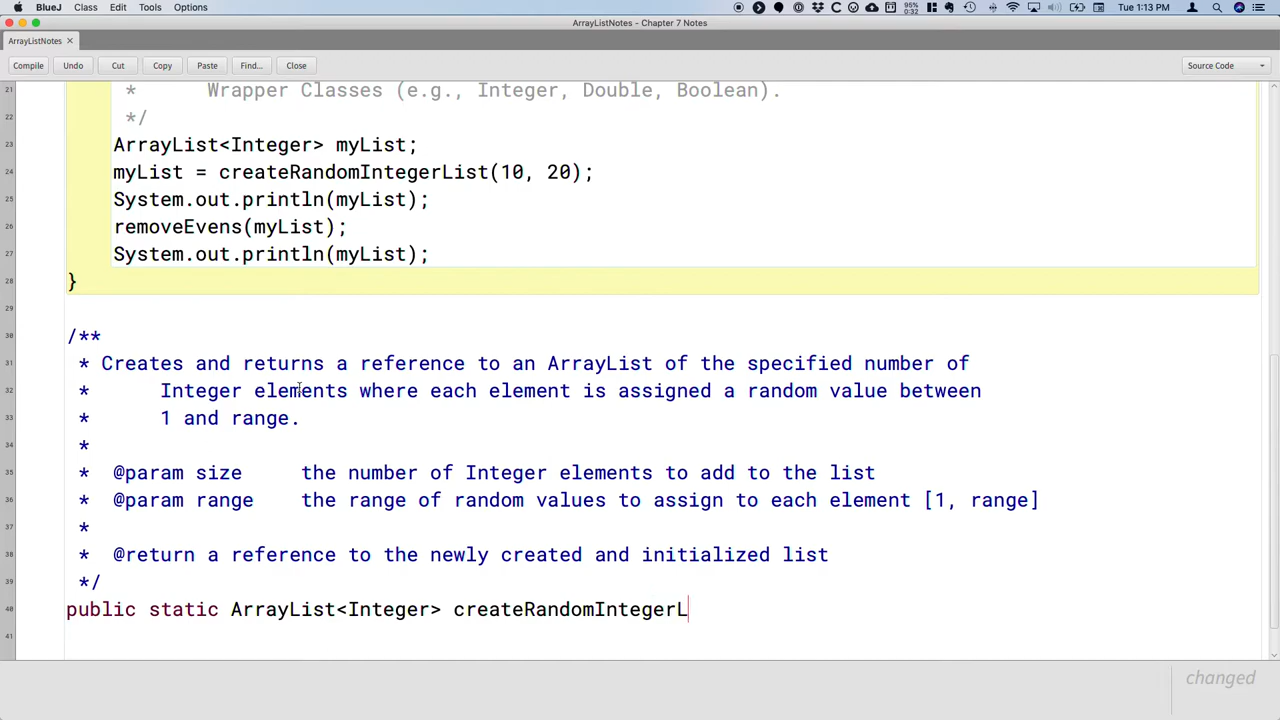 BlueJ Class Edit Tools Options 95% 0:32 Tue 1:13 PM
ArrayListNotes - Chapter 7 Notes
ArrayListNotes ×
Compile Undo Cut Copy Paste Find... Close Source Code
21 * Wrapper Classes (e.g., Integer, Double, Boolean).
22 */
23 ArrayList<Integer> myList;
24 myList = createRandomIntegerList(10, 20);
25 System.out.println(myList);
26 removeEvens(myList);
27 System.out.println(myList);
28 }
29
30 /**
31 * Creates and returns a reference to an ArrayList of the specified number of
32 * Integer elements where each element is assigned a random value between
33 * 1 and range.
34 *
35 * @param size the number of Integer elements to add to the list
36 * @param range the range of random values to assign to each element [1, range]
37 *
38 * @return a reference to the newly created and initialized list
39 */
40 public static ArrayList<Integer> createRandomIntegerL
41
changed